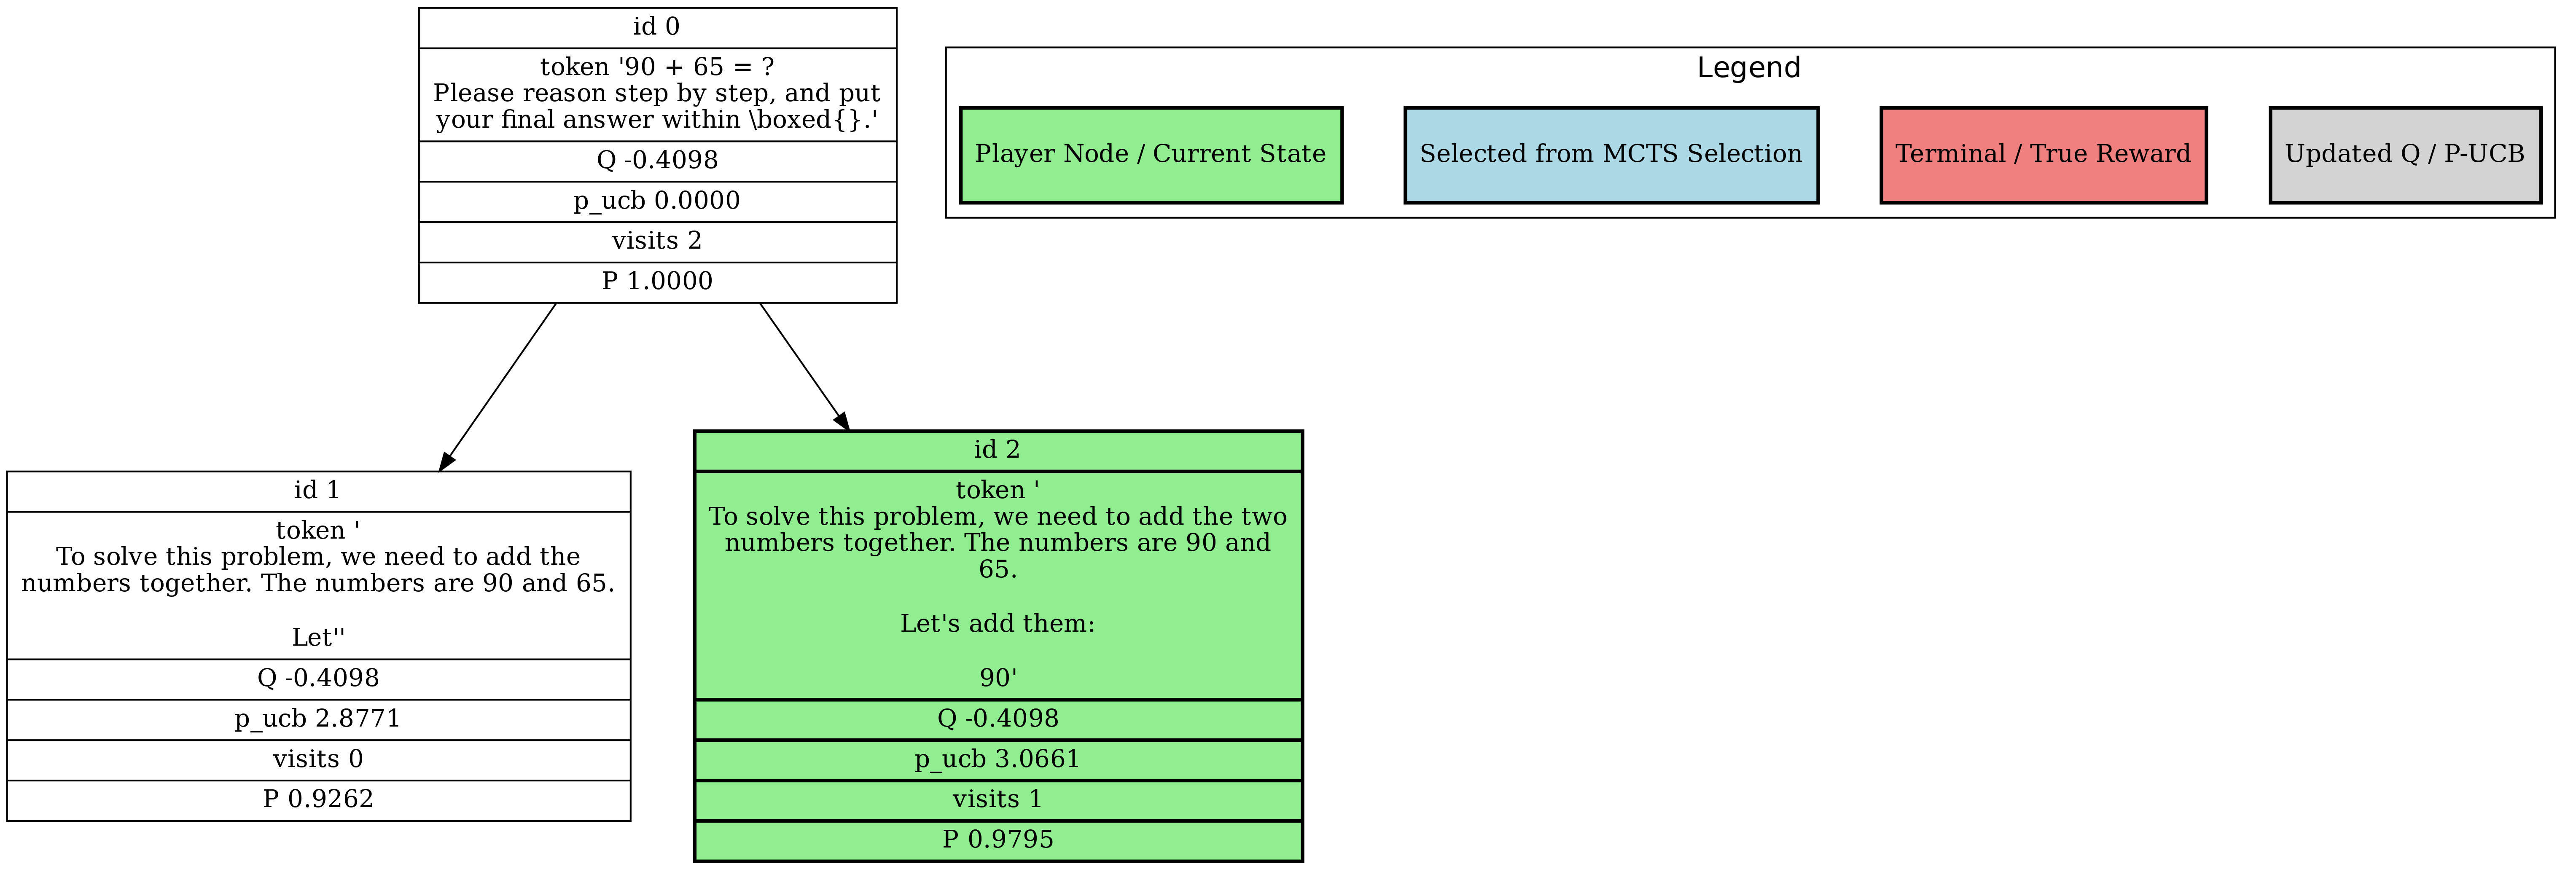 id 0
token '90 + 65 = ?
Please reason step by step, and put
your final answer within \boxed{}.'
Q -0.4098
p_ucb 0.0000
visits 2
P 1.0000
Legend
Player Node / Current State
Selected from MCTS Selection
Terminal / True Reward
Updated Q / P-UCB
id 1
token '
To solve this problem, we need to add the
numbers together. The numbers are 90 and 65.
Let''
Q -0.4098
p_ucb 2.8771
visits 0
P 0.9262
id 2
token '
To solve this problem, we need to add the two
numbers together. The numbers are 90 and
65.
Let's add them:
90'
Q -0.4098
p_ucb 3.0661
visits 1
P 0.9795